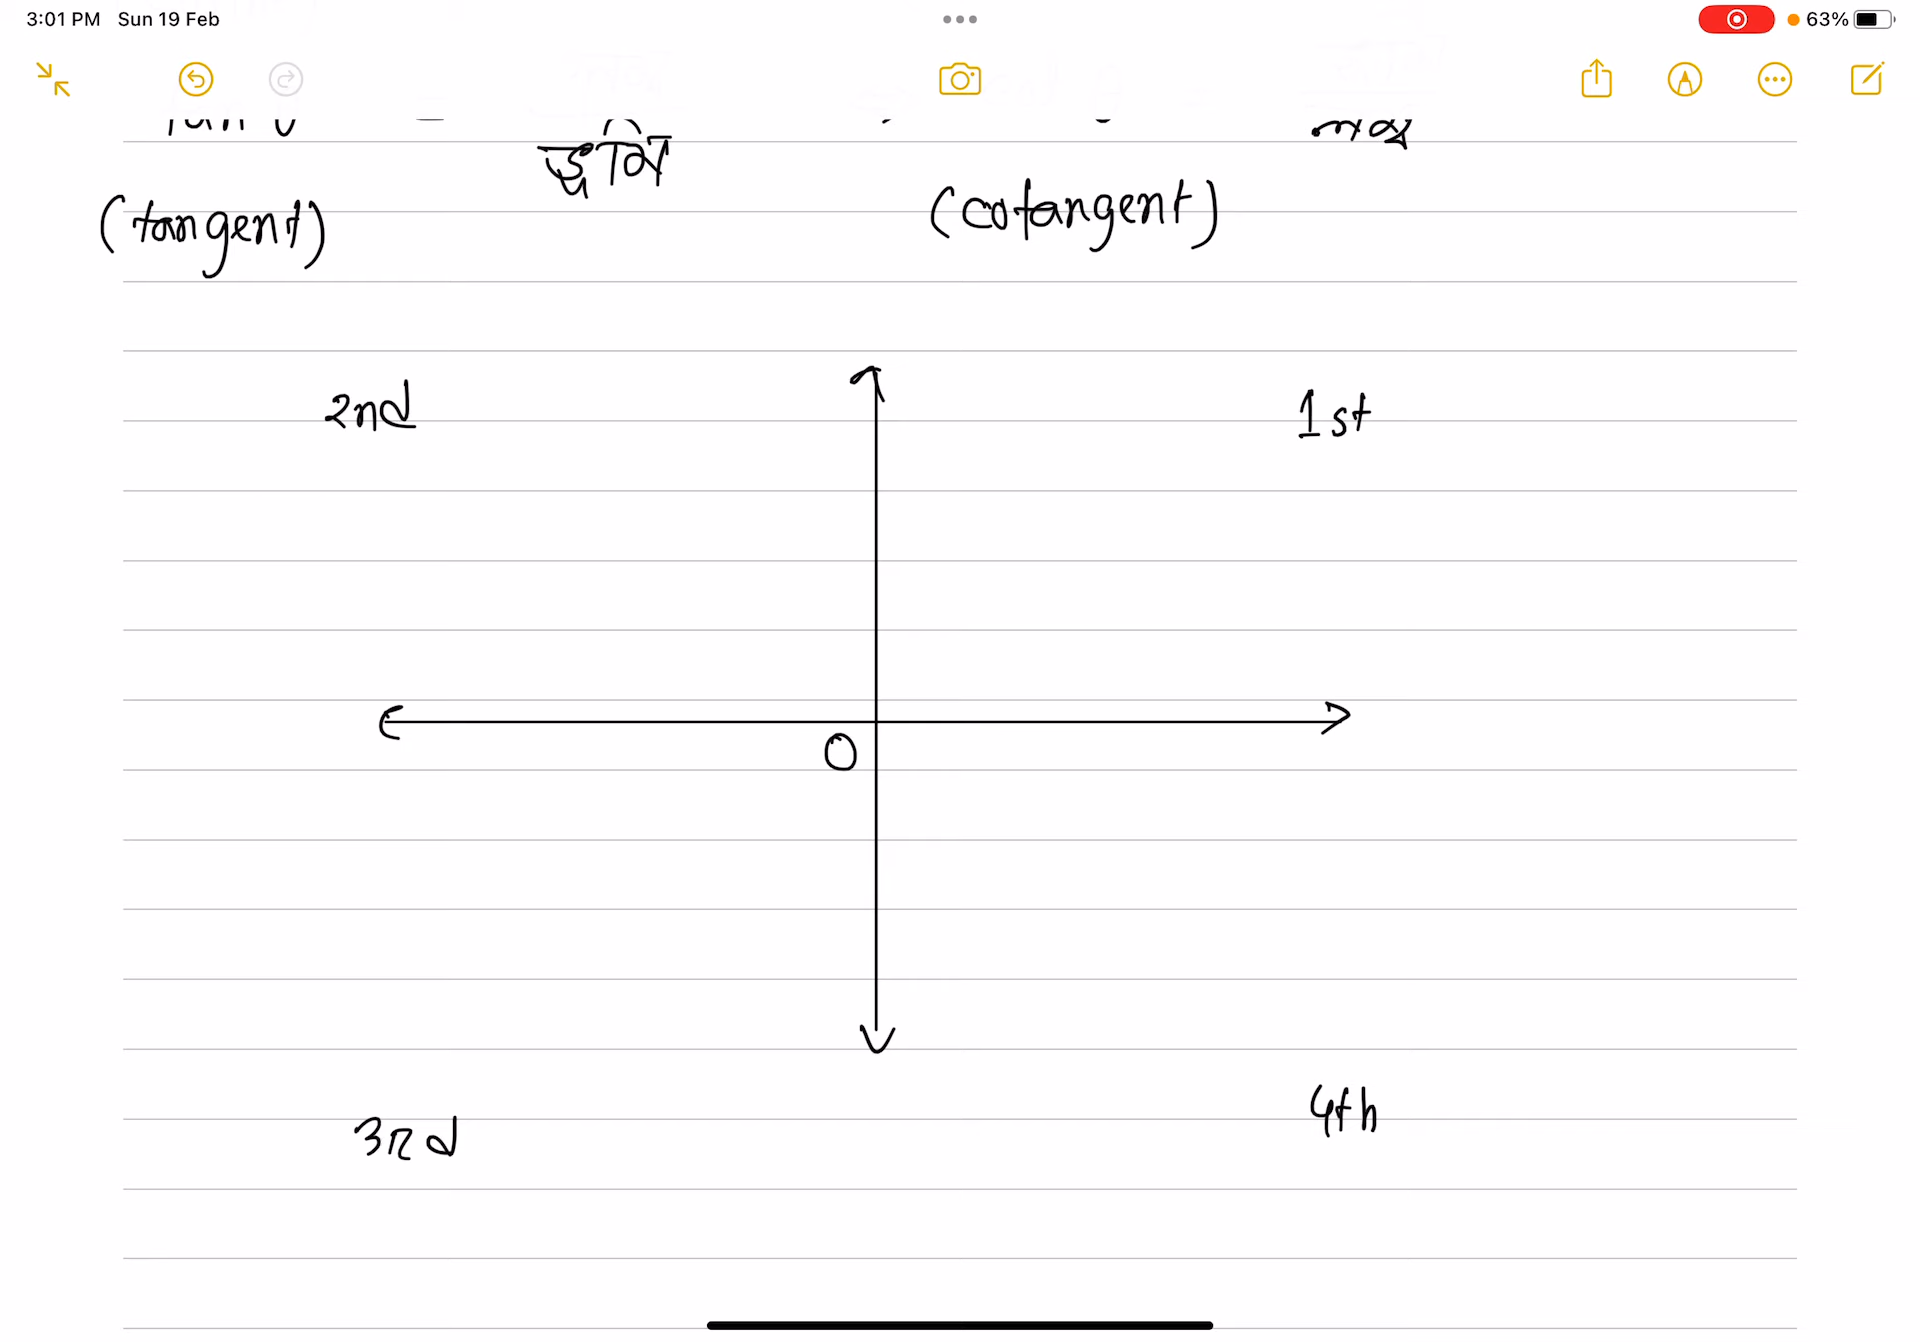 3:01 PM Sun 19 Feb 63%
ভূমি
(tangent) (cotangent)
2nd 1st
O
4th
3rd